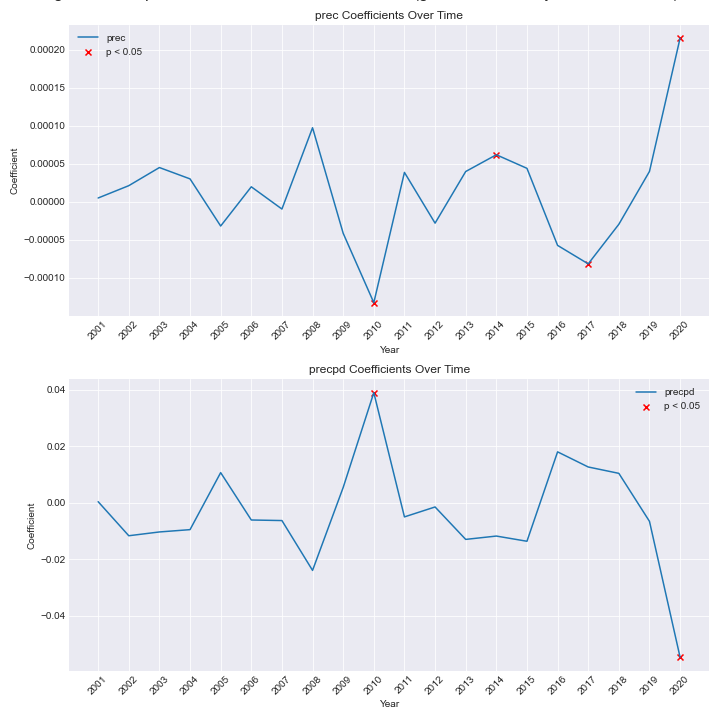 prec Coefficients Over Time
prec
p < 0.05
0.00020
0.00015
0.00010
0.00005
0.00000
−0.00005
−0.00010
Coefficient
2001 2002 2003 2004 2005 2006 2007 2008 2009 2010 2011 2012 2013 2014 2015 2016 2017 2018 2019 2020
Year
precpd Coefficients Over Time
precpd
p < 0.05
0.04
0.02
0.00
−0.02
−0.04
Coefficient
2001 2002 2003 2004 2005 2006 2007 2008 2009 2010 2011 2012 2013 2014 2015 2016 2017 2018 2019 2020
Year